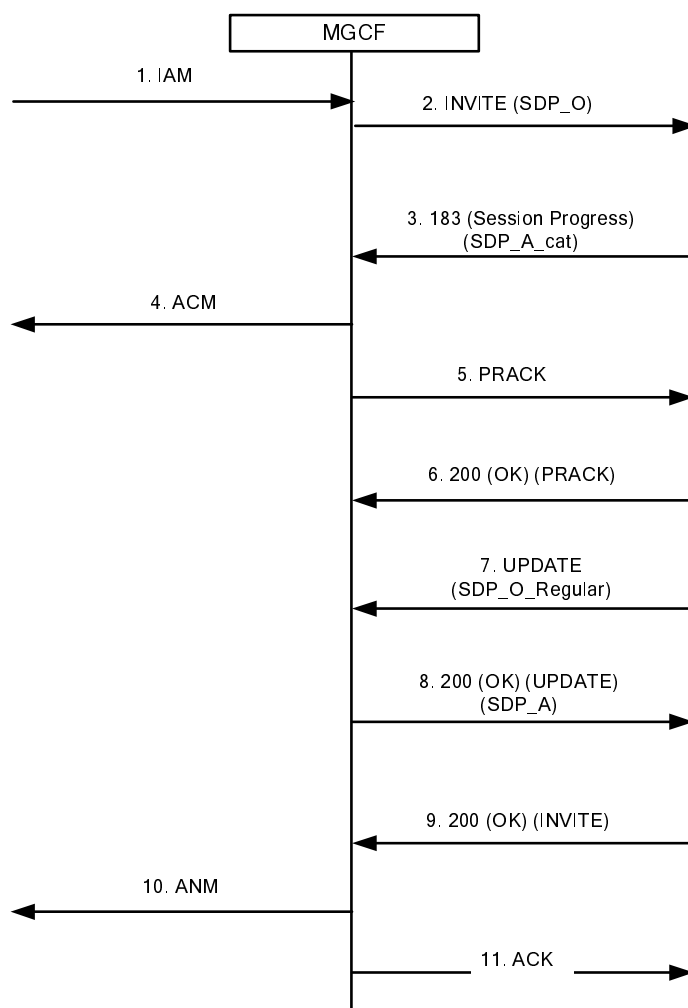 MGCF
1. IAM
2. INVITE (SDP_O)
3. 183 (Session Progress)
(SDP_A_cat)
4. ACM
5. PRACK
6. 200 (OK) (PRACK)
7. UPDATE
(SDP_O_Regular)
8. 200 (OK) (UPDATE)
(SDP_A)
9. 200 (OK) (INVITE)
10. ANM
11. ACK